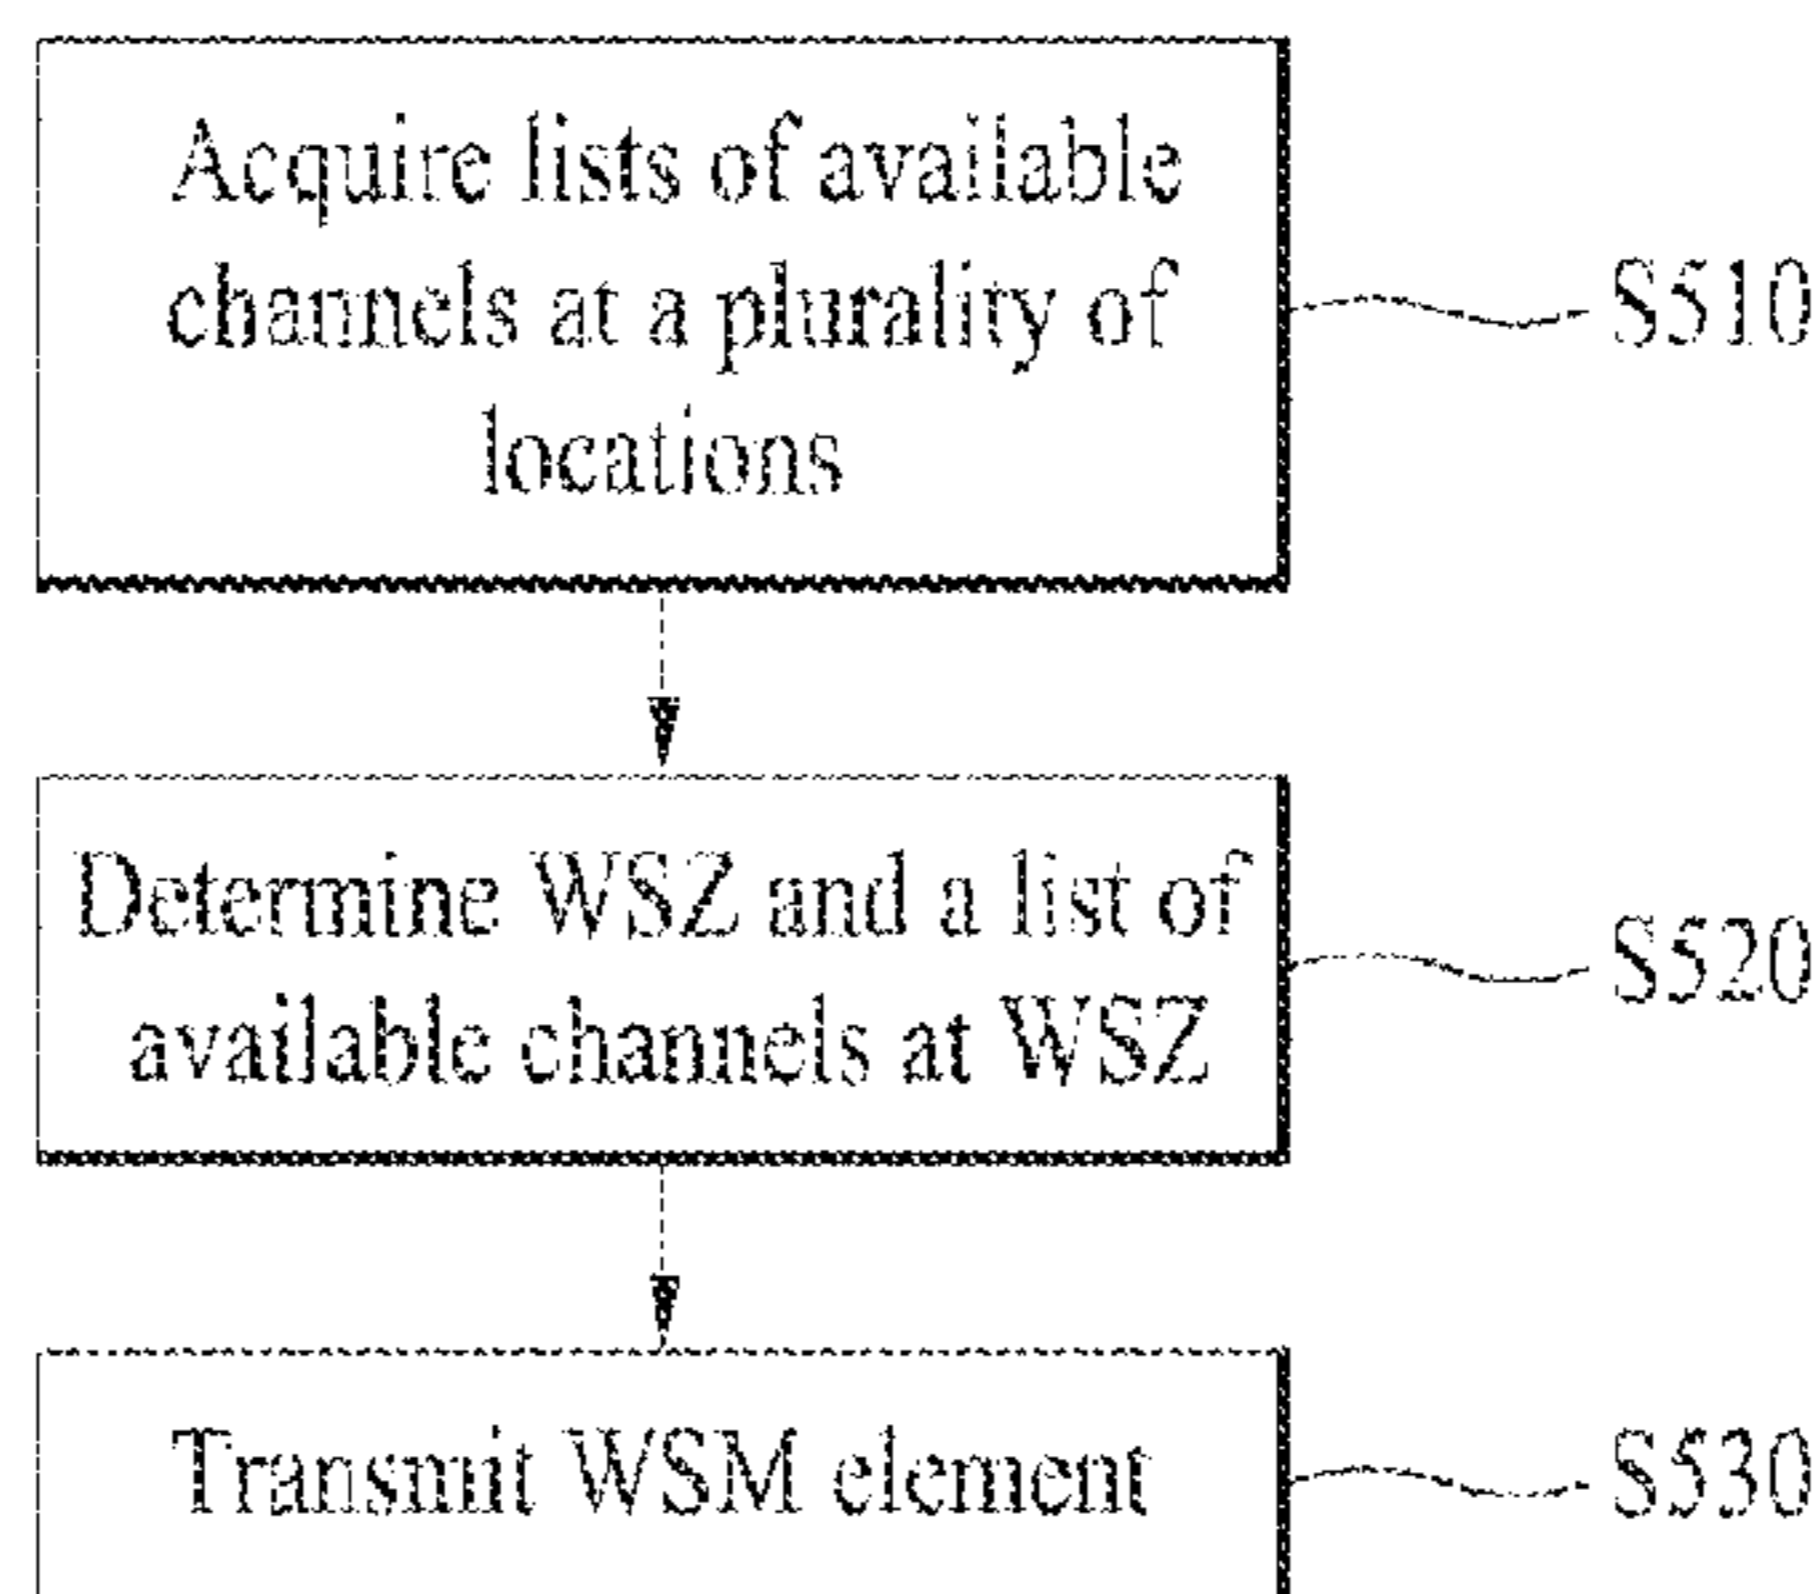 Acquire lists of available
channels at a plurality of
locations
S510
Determine WSZ and a list of
available channels at WSZ
S520
Transmit WSM element
S530